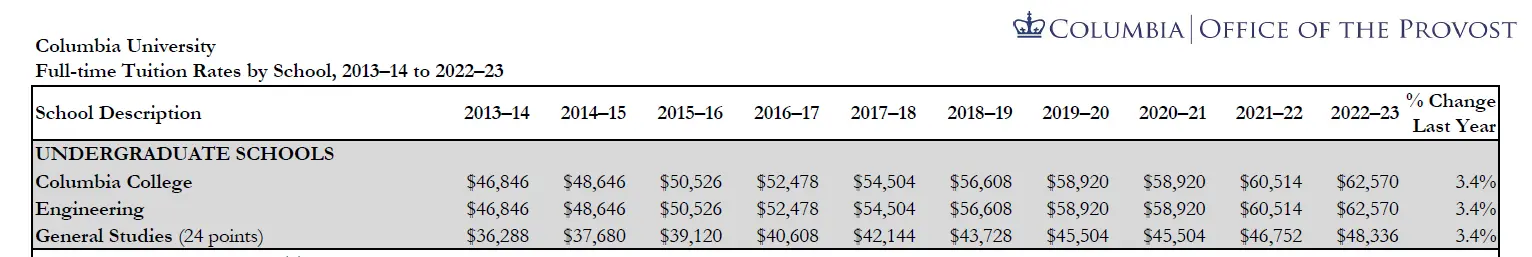 COLUMBIA | OFFICE OF THE PROVOST
Columbia University
Full-time Tuition Rates by School, 2013–14 to 2022–23
School Description 2013–14 2014–15 2015–16 2016–17 2017–18 2018–19 2019–20 2020–21 2021–22 2022–23 % Change Last Year
UNDERGRADUATE SCHOOLS
Columbia College $46,846 $48,646 $50,526 $52,478 $54,504 $56,608 $58,920 $58,920 $60,514 $62,570 3.4%
Engineering $46,846 $48,646 $50,526 $52,478 $54,504 $56,608 $58,920 $58,920 $60,514 $62,570 3.4%
General Studies (24 points) $36,288 $37,680 $39,120 $40,608 $42,144 $43,728 $45,504 $45,504 $46,752 $48,336 3.4%